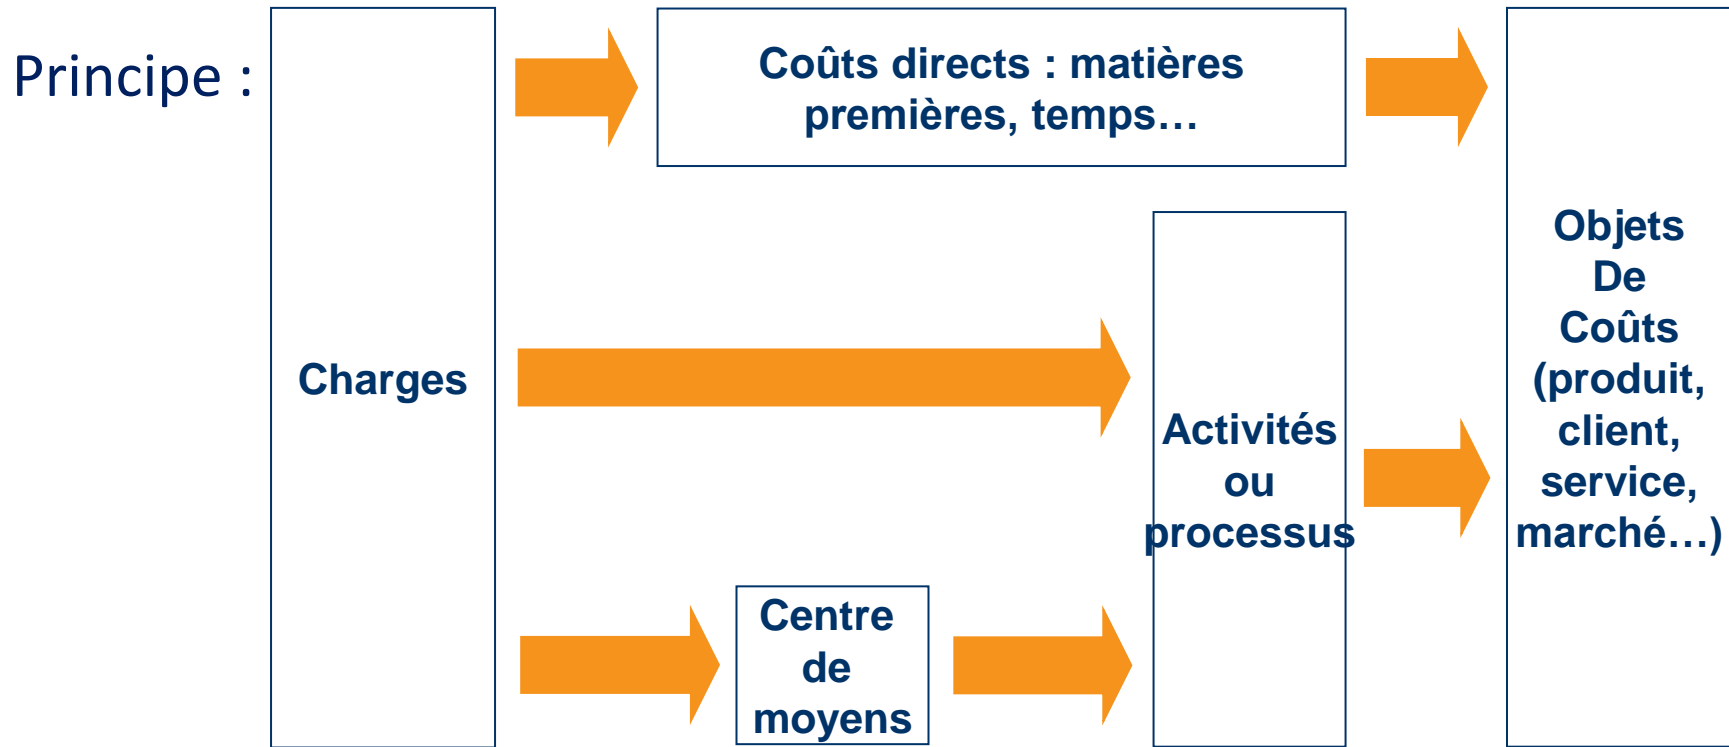 Principe :
Coûts directs : matières
premières, temps…
Charges
Activités
ou
processus
Centre
de
moyens
Objets
De
Coûts
(produit,
client,
service,
marché…)